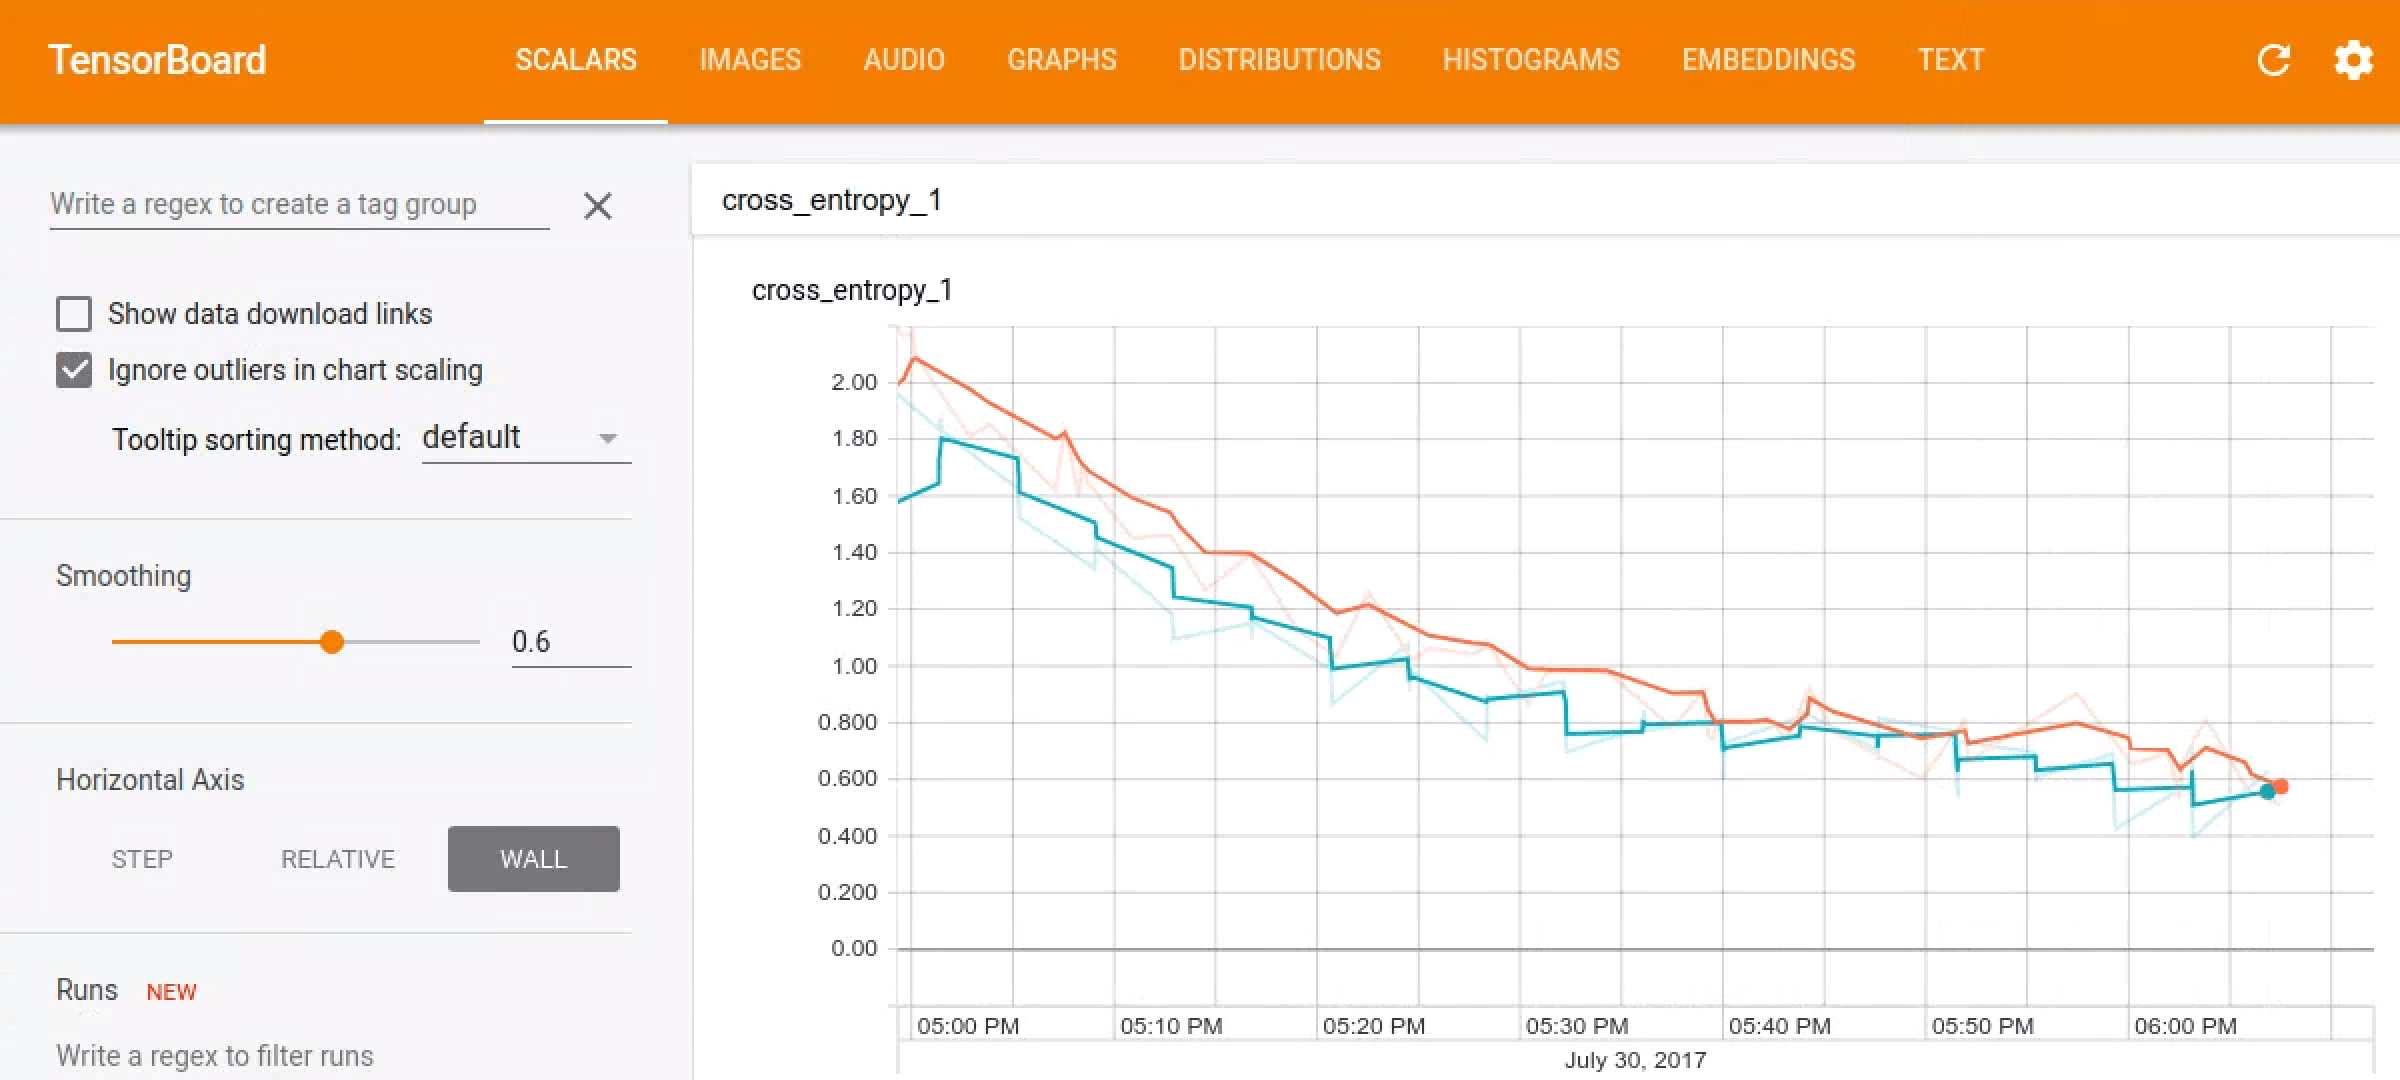 TensorBoard SCALARS IMAGES AUDIO GRAPHS DISTRIBUTIONS HISTOGRAMS EMBEDDINGS TEXT
Write a regex to create a tag group
Show data download links
Ignore outliers in chart scaling
Tooltip sorting method: default
Smoothing
0.6
Horizontal Axis
STEP RELATIVE WALL
Runs NEW
Write a regex to filter runs
cross_entropy_1
cross_entropy_1
2.00
1.80
1.60
1.40
1.20
1.00
0.800
0.600
0.400
0.200
0.00
05:00 PM 05:10 PM 05:20 PM 05:30 PM 05:40 PM 05:50 PM 06:00 PM
July 30, 2017